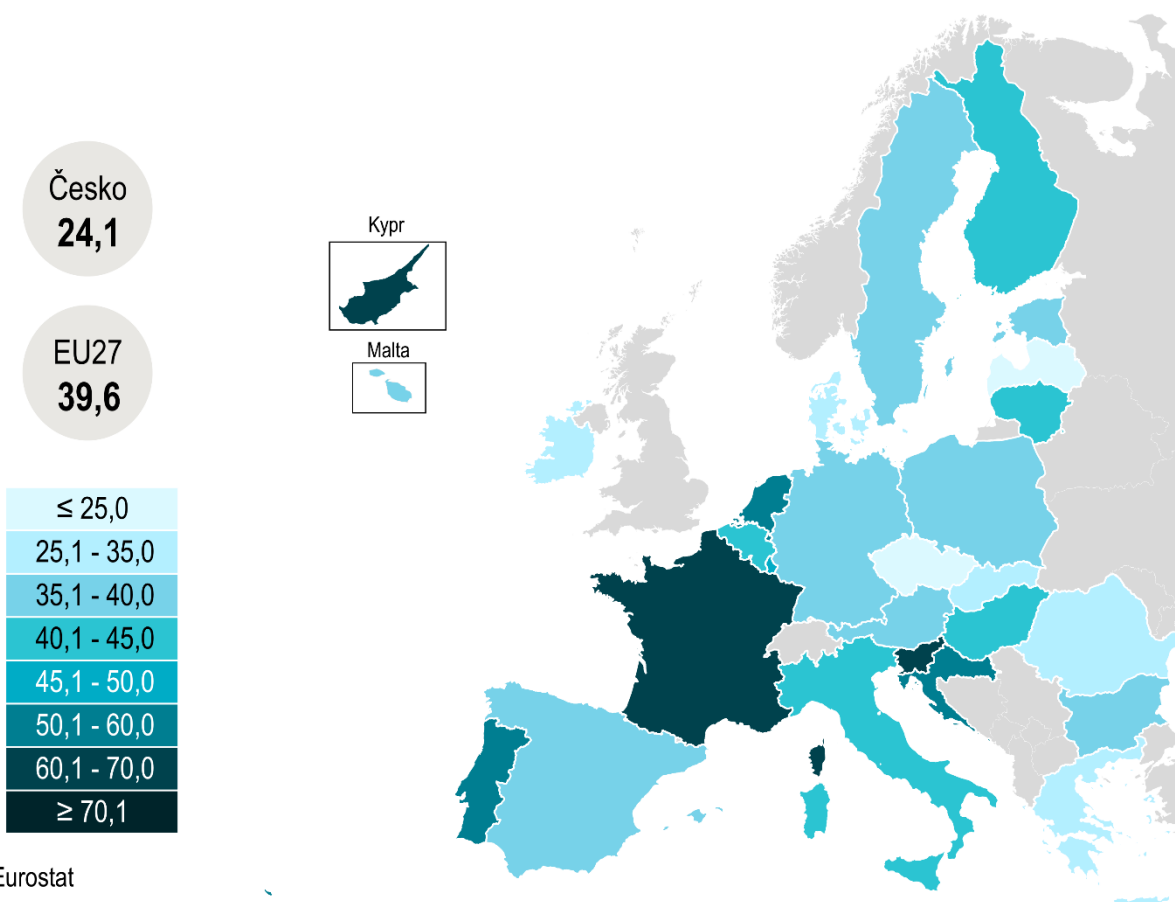 Česko
24,1
Kypr
EU27
39,6
Malta
≤ 25,0
25,1 - 35,0
35,1 - 40,0
40,1 - 45,0
45,1 - 50,0
50,1 - 60,0
60,1 - 70,0
≥ 70,1
Eurostat